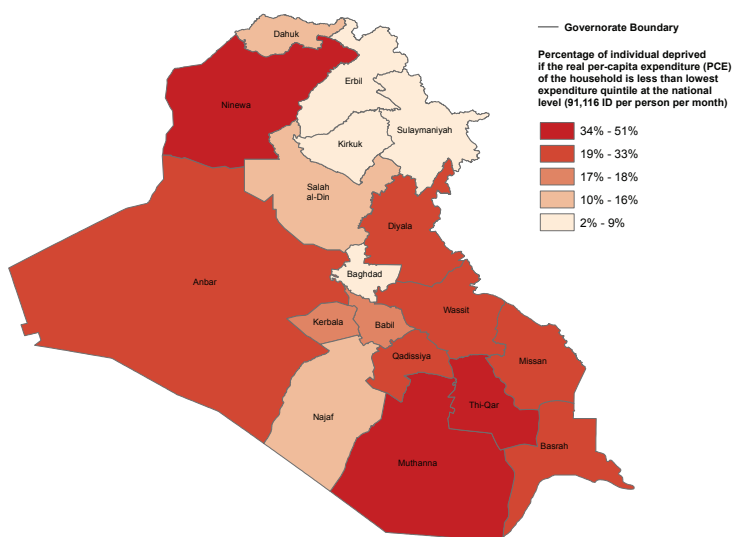 Governorate Boundary
Percentage of individual deprived
if the real per-capita expenditure (PCE)
of the household is less than lowest
expenditure quintile at the national
level (91,116 ID per person per month)
34% - 51%
19% - 33%
17% - 18%
10% - 16%
2% - 9%
Dahuk
Erbil
Ninewa
Sulaymaniyah
Kirkuk
Salah
al-Din
Diyala
Baghdad
Anbar
Wassit
Kerbala
Babil
Qadissiya
Missan
Thi-Qar
Najaf
Basrah
Muthanna